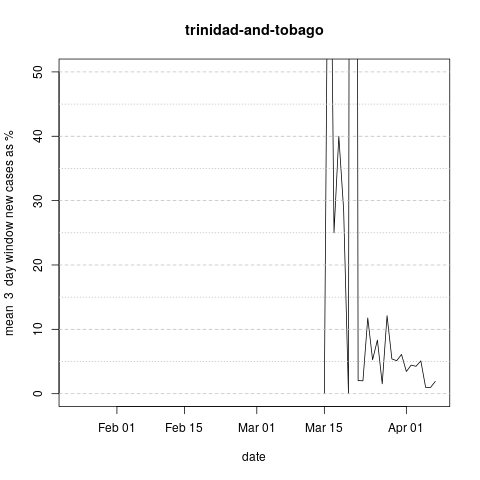 trinidad-and-tobago
mean  3  day window new cases as %
50
40
30
20
10
0
Feb 01
Feb 15
Mar 01
Mar 15
Apr 01
date